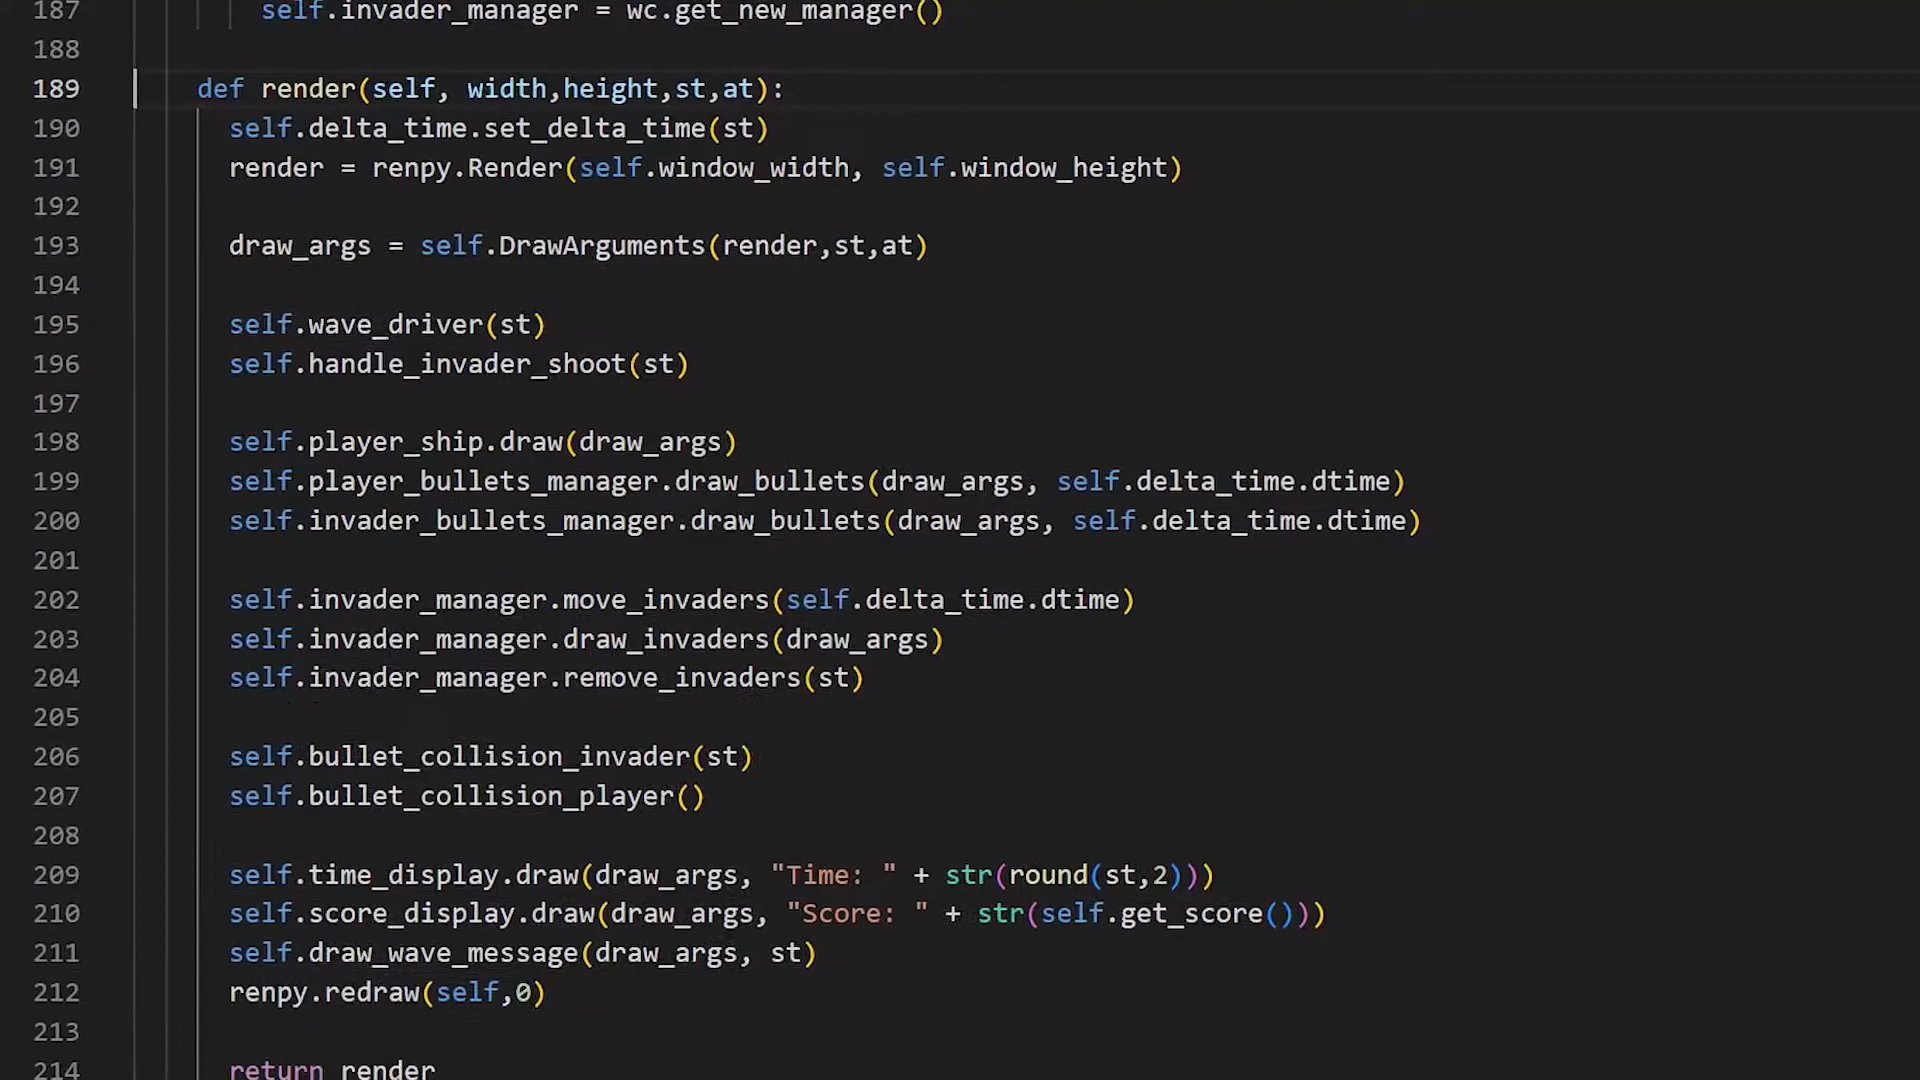 187 self.invader_manager = wc.get_new_manager()
188
189 def render(self, width,height,st,at):
190 self.delta_time.set_delta_time(st)
191 render = renpy.Render(self.window_width, self.window_height)
192
193 draw_args = self.DrawArguments(render,st,at)
194
195 self.wave_driver(st)
196 self.handle_invader_shoot(st)
197
198 self.player_ship.draw(draw_args)
199 self.player_bullets_manager.draw_bullets(draw_args, self.delta_time.dtime)
200 self.invader_bullets_manager.draw_bullets(draw_args, self.delta_time.dtime)
201
202 self.invader_manager.move_invaders(self.delta_time.dtime)
203 self.invader_manager.draw_invaders(draw_args)
204 self.invader_manager.remove_invaders(st)
205
206 self.bullet_collision_invader(st)
207 self.bullet_collision_player()
208
209 self.time_display.draw(draw_args, "Time: " + str(round(st,2)))
210 self.score_display.draw(draw_args, "Score: " + str(self.get_score()))
211 self.draw_wave_message(draw_args, st)
212 renpy.redraw(self,0)
213
214 return render